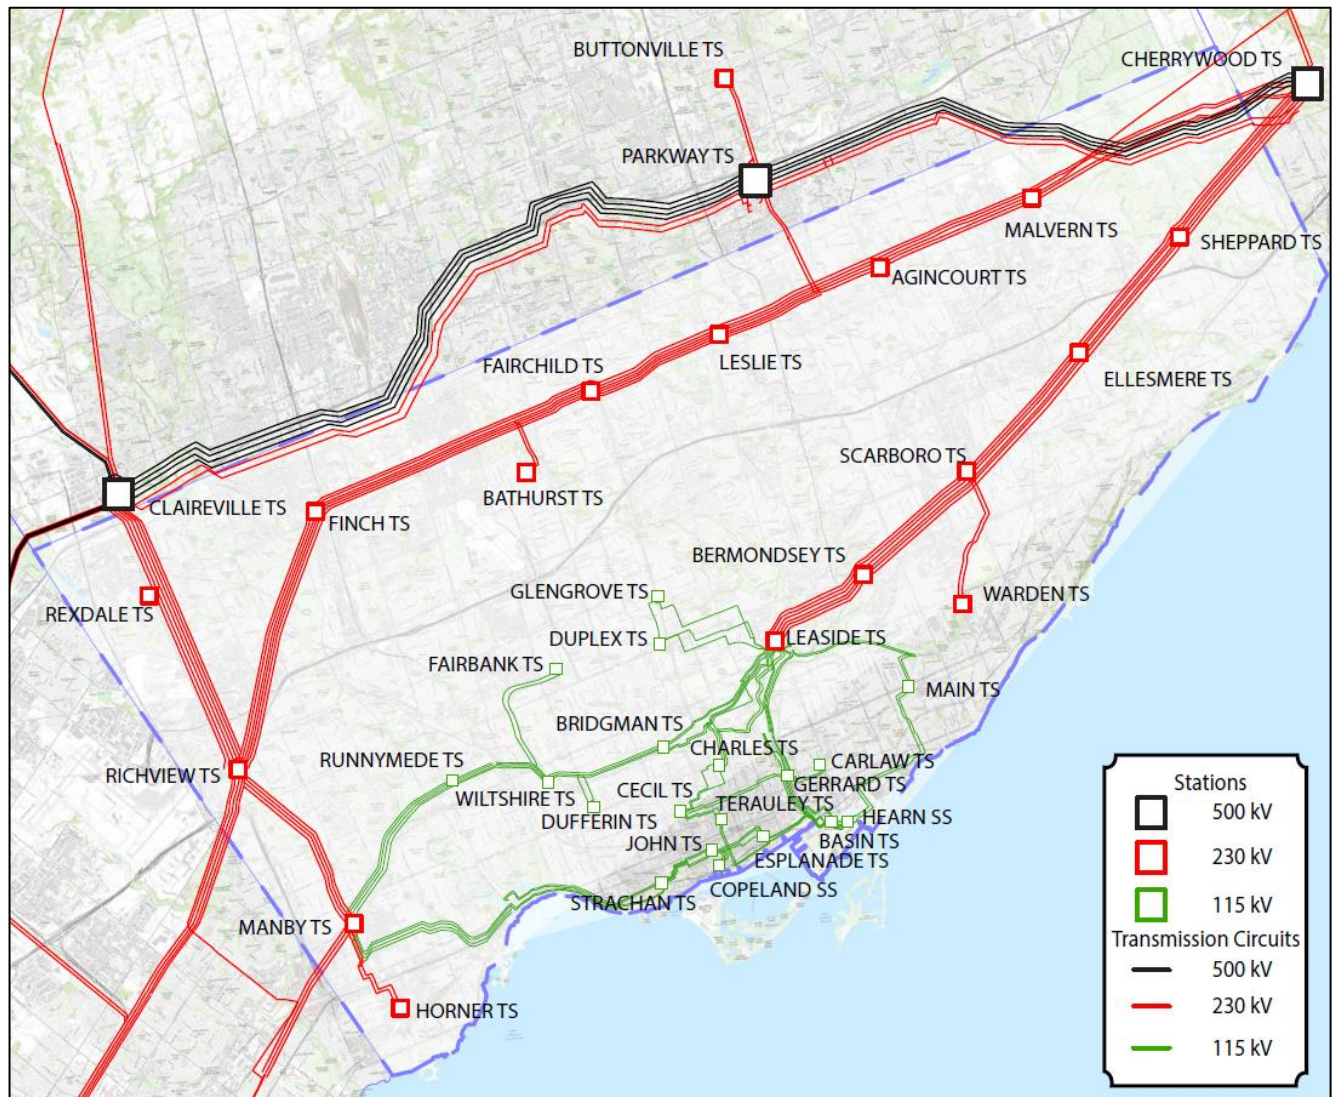 BUTTONVILLE TS
CHERRYWOOD TS
PARKWAY TS
MALVERN TS
SHEPPARD TS
AGINCOURT TS
FAIRCHILD TS
LESLIE TS
ELLESMERE TS
SCARBORO TS
BATHURST TS
CLAIREVILLE TS
FINCH TS
BERMONDSEY TS
GLENGROVE TS
WARDEN TS
REXDALE TS
DUPLEX TS
LEASIDE TS
FAIRBANK TS
MAIN TS
BRIDGMAN TS
CHARLES TS
RUNNYMEDE TS
CARLAW TS
RICHVIEW TS
GERRARD TS
CECIL TS
WILTSHIRE TS
TERAULEY TS
DUFFERIN TS
HEARN SS
JOHN TS
BASIN TS
ESPLANADE TS
COPELAND SS
STRACHAN TS
MANBY TS
HORNER TS
Stations
500 kV
230 kV
115 kV
Transmission Circuits
500 kV
230 kV
115 kV